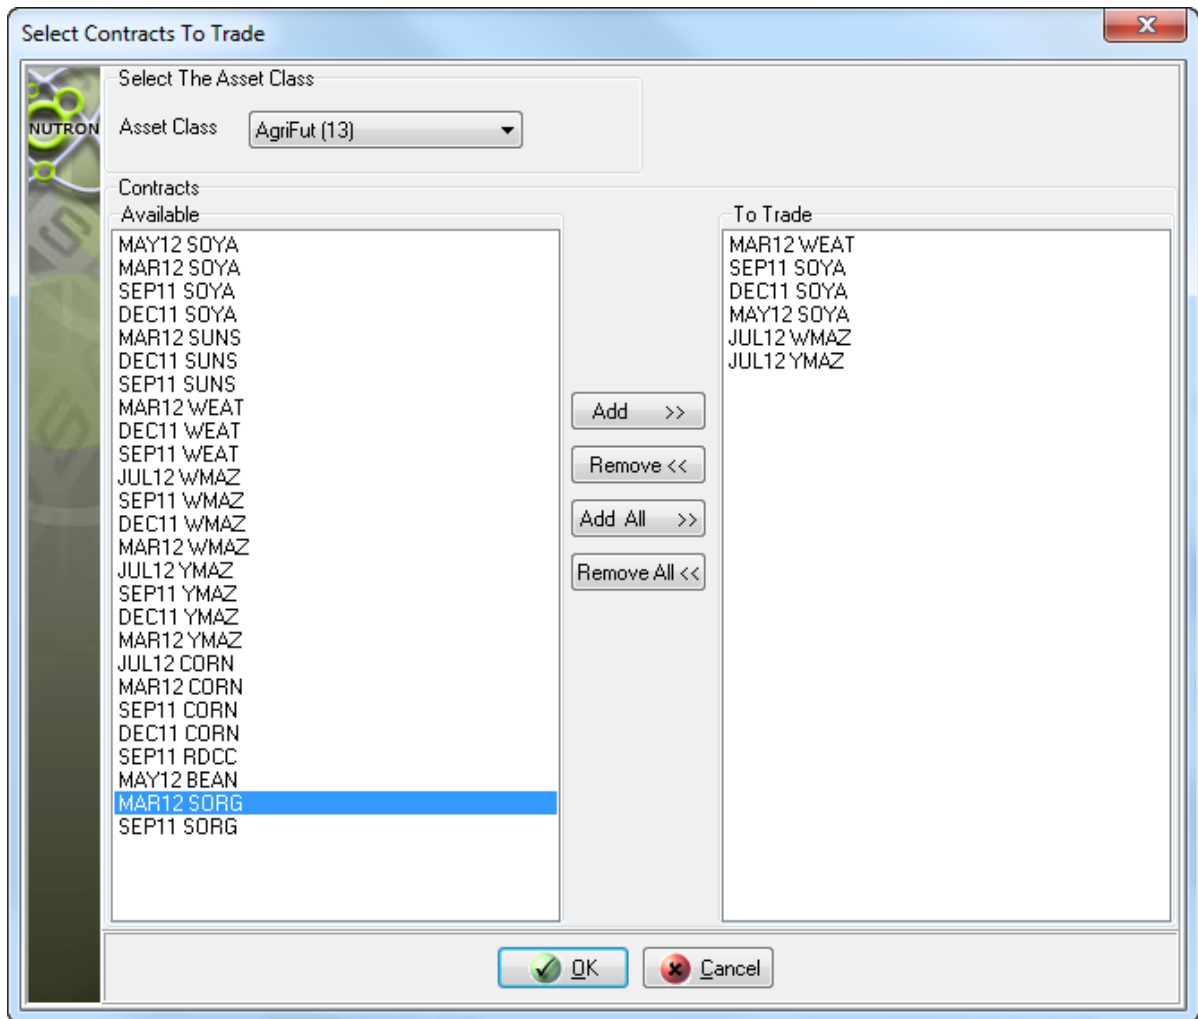 Select Contracts To Trade
NUTRON
Select The Asset Class
Asset Class
AgriFut (13)
Contracts
Available
MAY12 SOYA
MAR12 SOYA
SEP11 SOYA
DEC11 SOYA
MAR12 SUNS
DEC11 SUNS
SEP11 SUNS
MAR12 WEAT
DEC11 WEAT
SEP11 WEAT
JUL12 WMAZ
SEP11 WMAZ
DEC11 WMAZ
MAR12 WMAZ
JUL12 YMAZ
SEP11 YMAZ
DEC11 YMAZ
MAR12 YMAZ
JUL12 CORN
MAR12 CORN
SEP11 CORN
DEC11 CORN
SEP11 RDCC
MAY12 BEAN
MAR12 SORG
SEP11 SORG
Add >>
Remove <<
Add All >>
Remove All <<
To Trade
MAR12 WEAT
SEP11 SOYA
DEC11 SOYA
MAY12 SOYA
JUL12 WMAZ
JUL12 YMAZ
OK
Cancel